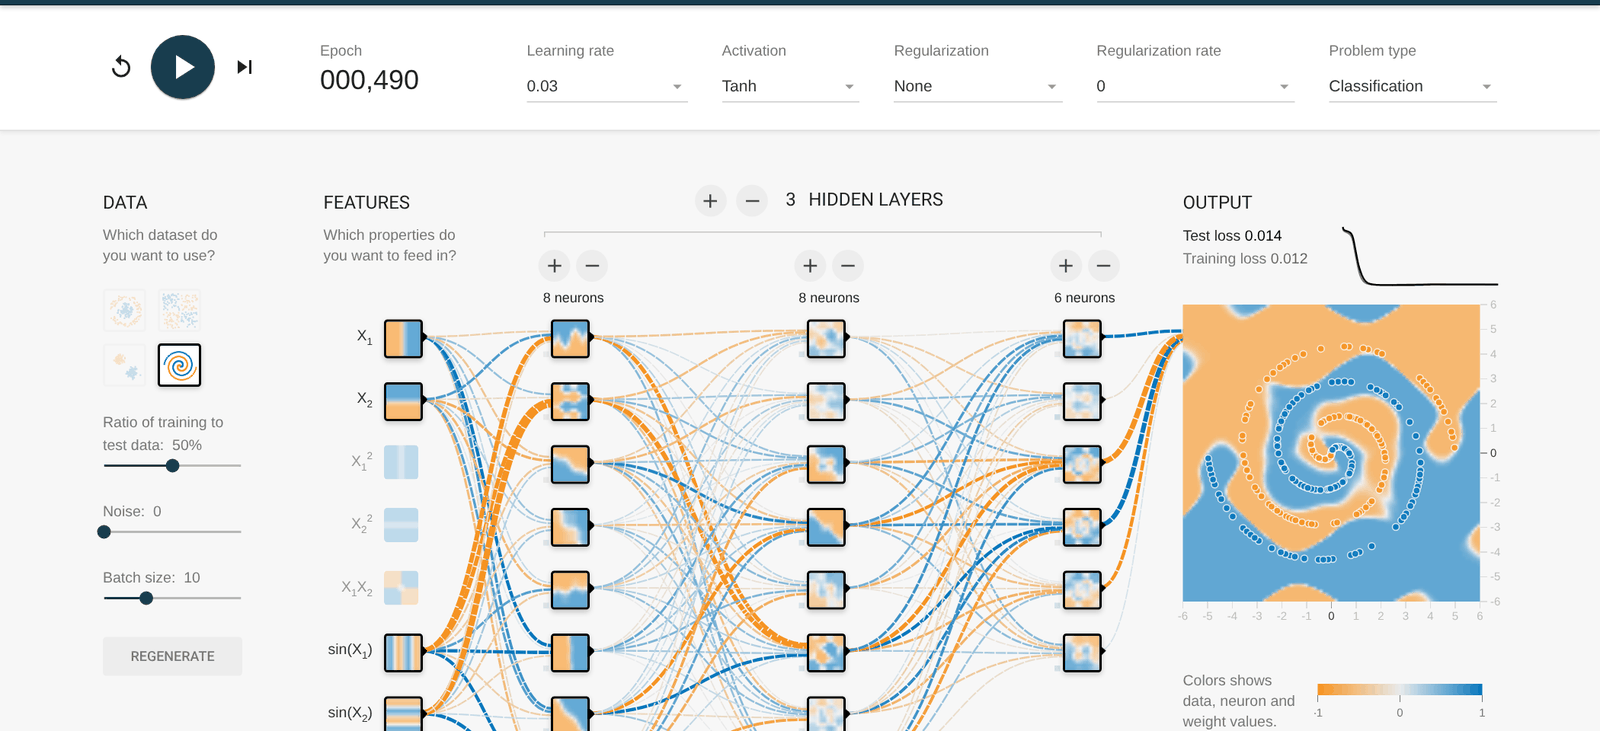 Epoch
000,490
Learning rate
0.03
Activation
Tanh
Regularization
None
Regularization rate
0
Problem type
Classification
DATA
Which dataset do
you want to use?
Ratio of training to
test data: 50%
Noise: 0
Batch size: 10
REGENERATE
FEATURES
Which properties do
you want to feed in?
X1
X2
X1²
X2²
X1X2
sin(X1)
sin(X2)
+ − 3 HIDDEN LAYERS
+ −
8 neurons
+ −
8 neurons
+ −
6 neurons
OUTPUT
Test loss 0.014
Training loss 0.012
6
5
4
3
2
1
0
-1
-2
-3
-4
-5
-6
-6 -5 -4 -3 -2 -1 0 1 2 3 4 5 6
Colors shows
data, neuron and
weight values.
-1 0 1